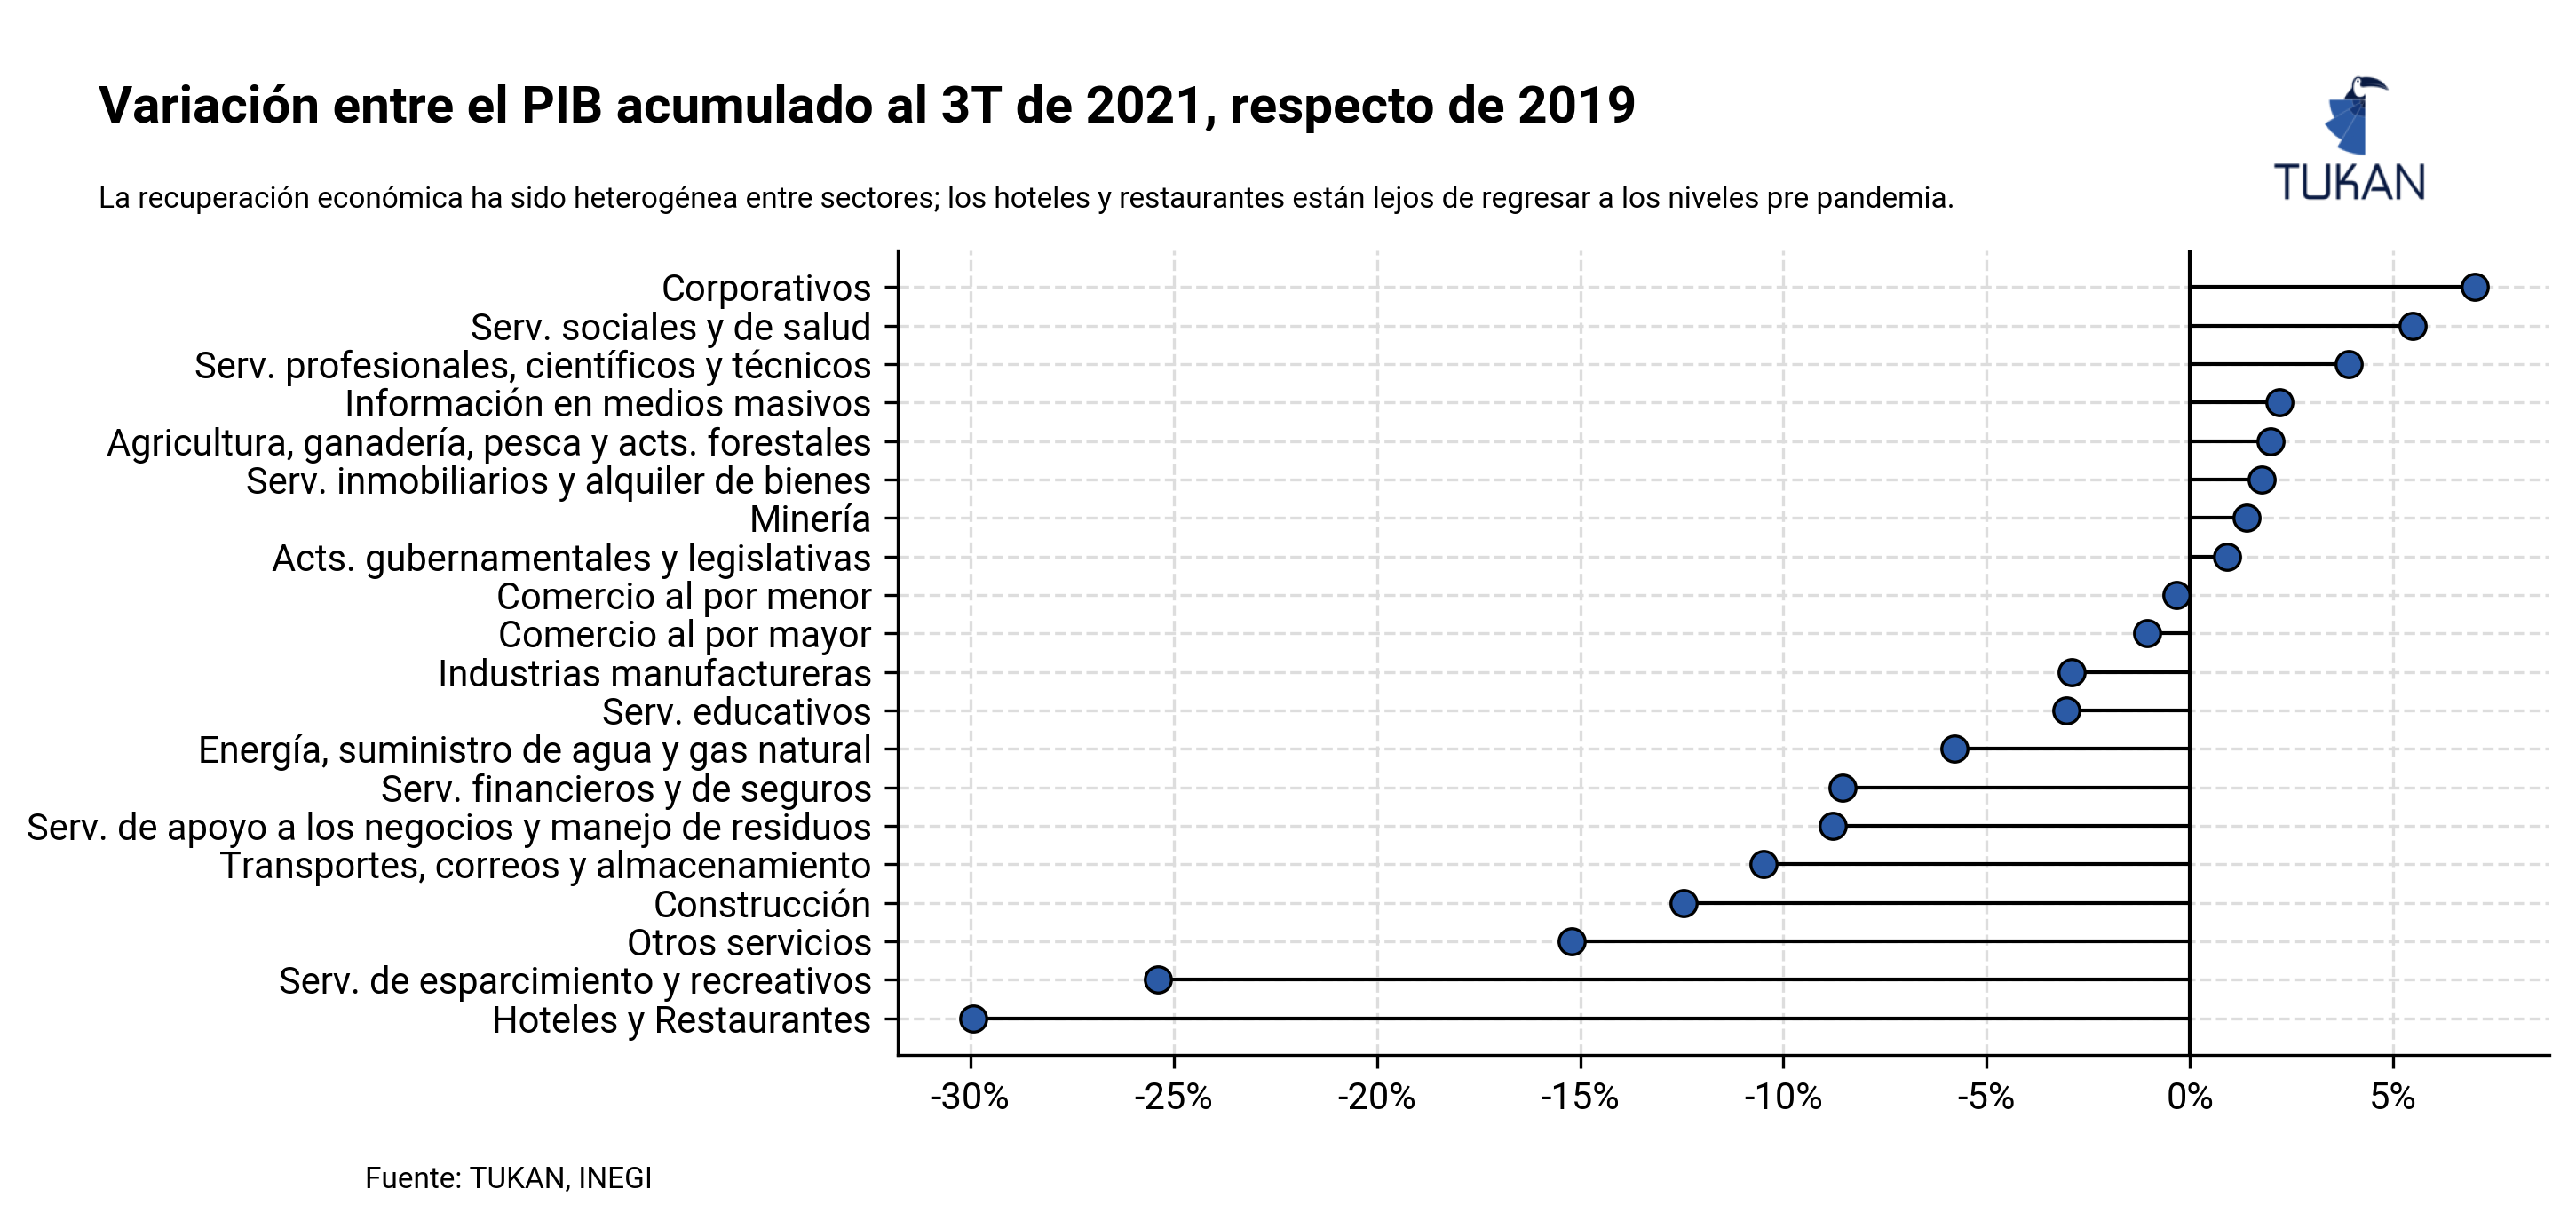 Variación entre el PIB acumulado al 3T de 2021, respecto de 2019
TUKAN
La recuperación económica ha sido heterogénea entre sectores; los hoteles y restaurantes están lejos de regresar a los niveles pre pandemia.
Corporativos
Serv. sociales y de salud
Serv. profesionales, científicos y técnicos
Información en medios masivos
Agricultura, ganadería, pesca y acts. forestales
Serv. inmobiliarios y alquiler de bienes
Minería
Acts. gubernamentales y legislativas
Comercio al por menor
Comercio al por mayor
Industrias manufactureras
Serv. educativos
Energía, suministro de agua y gas natural
Serv. financieros y de seguros
Serv. de apoyo a los negocios y manejo de residuos
Transportes, correos y almacenamiento
Construcción
Otros servicios
Serv. de esparcimiento y recreativos
Hoteles y Restaurantes
-30% -25% -20% -15% -10% -5% 0% 5%
Fuente: TUKAN, INEGI